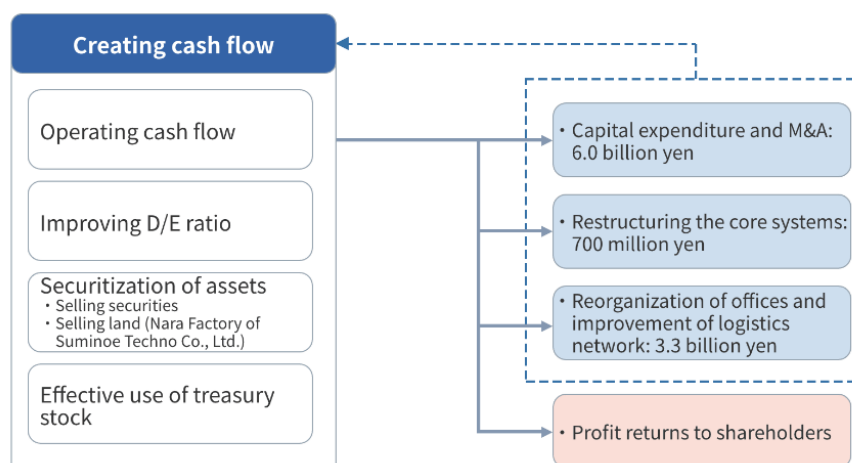 Creating cash flow
Operating cash flow
Improving D/E ratio
Securitization of assets
・Selling securities
・Selling land (Nara Factory of
Suminoe Techno Co., Ltd.)
Effective use of treasury
stock
・Capital expenditure and M&A:
6.0 billion yen
・Restructuring the core systems:
700 million yen
・Reorganization of offices and
improvement of logistics
network: 3.3 billion yen
・Profit returns to shareholders